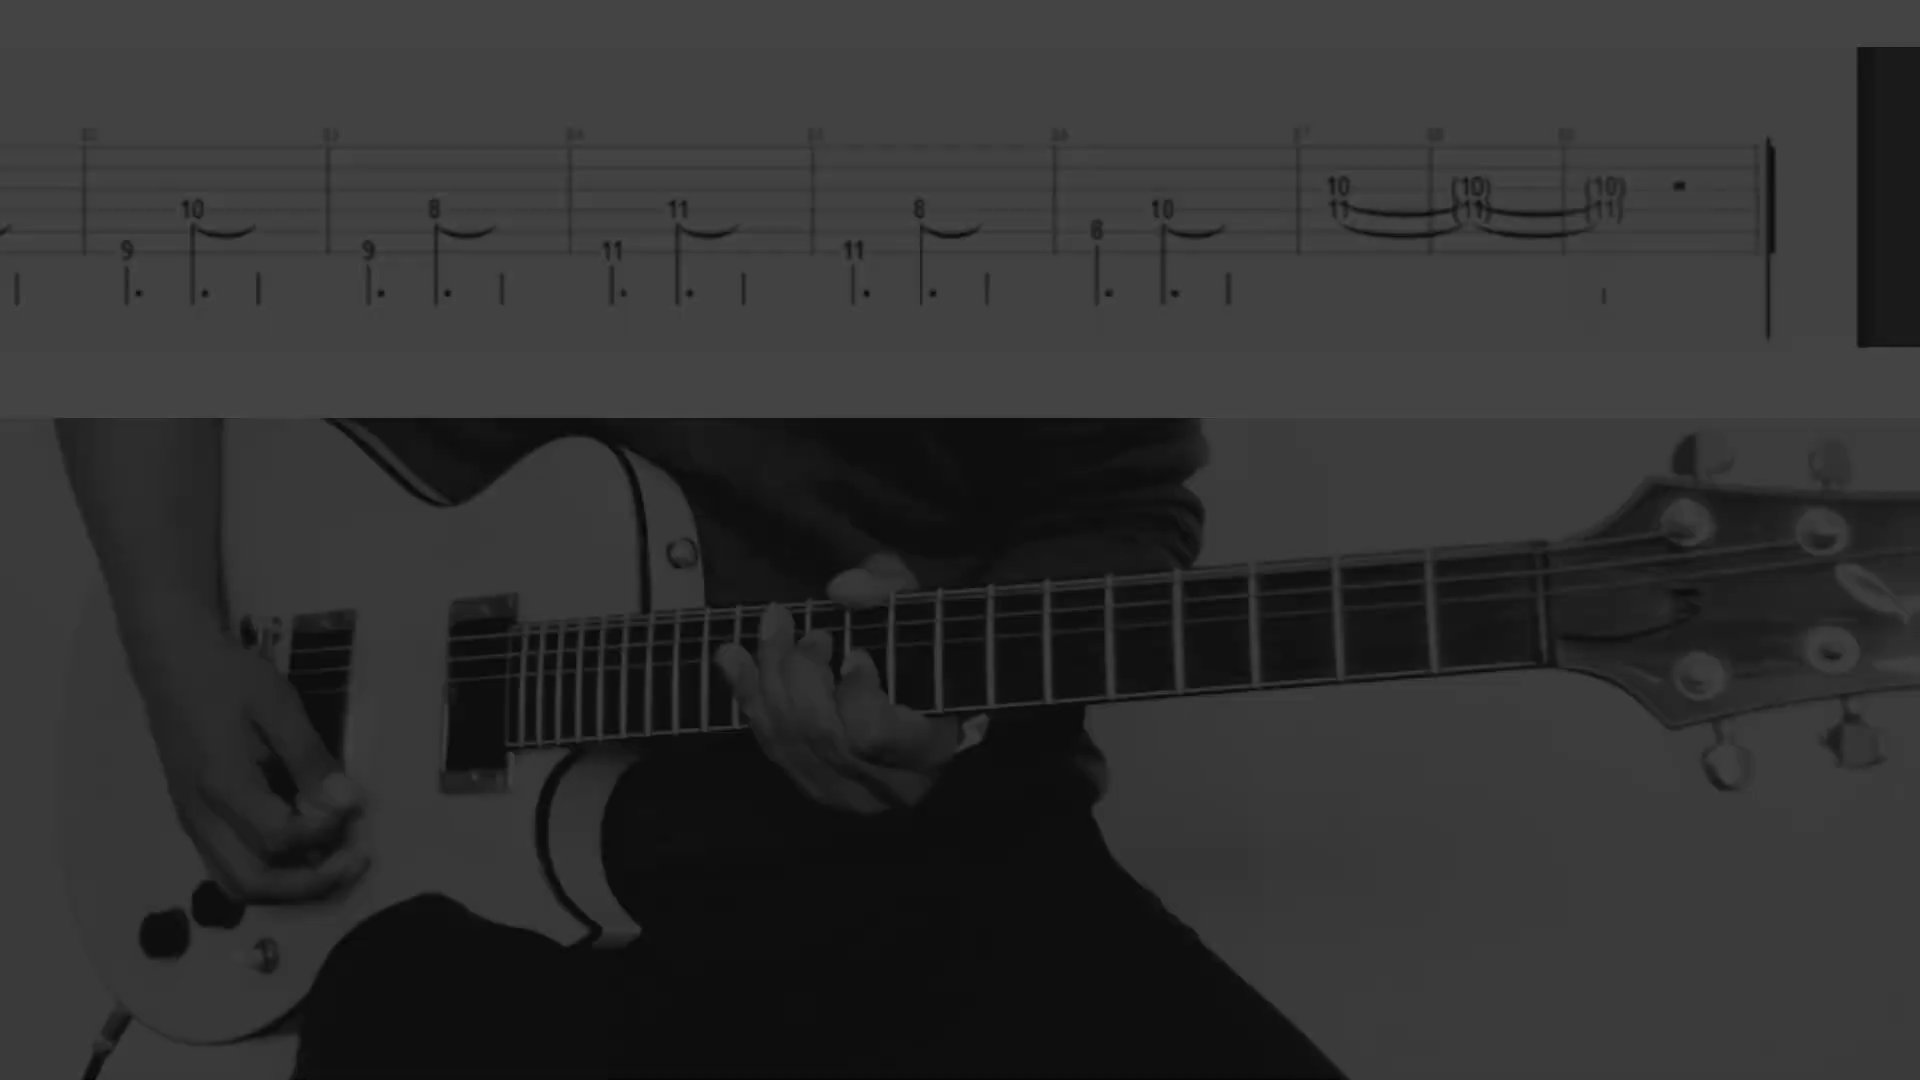 10 (10) (10)
10 8 11 8 10 11 (11) (11)
8
9 9 11 11